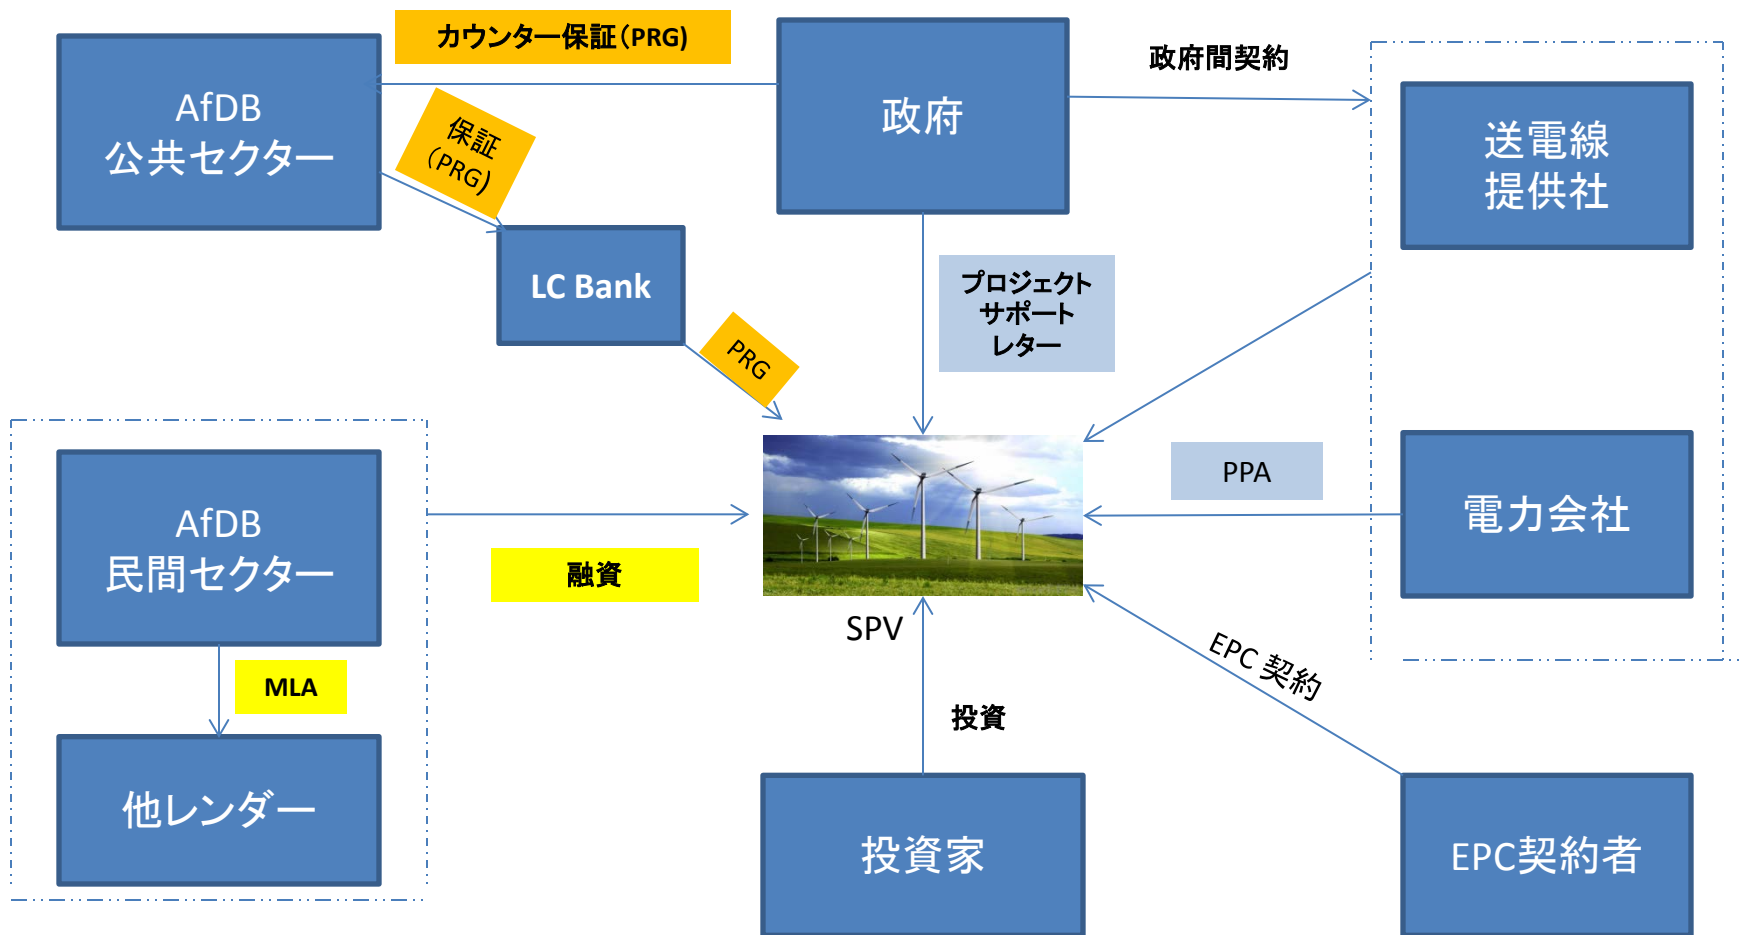 カウンター保証（PRG)
AfDB
公共セクター
政府
政府間契約
送電線
提供社
保証
（PRG)
LC Bank
プロジェクト
サポート
レター
PRG
AfDB
民間セクター
融資
PPA
電力会社
SPV
EPC 契約
MLA
投資
他レンダー
投資家
EPC契約者